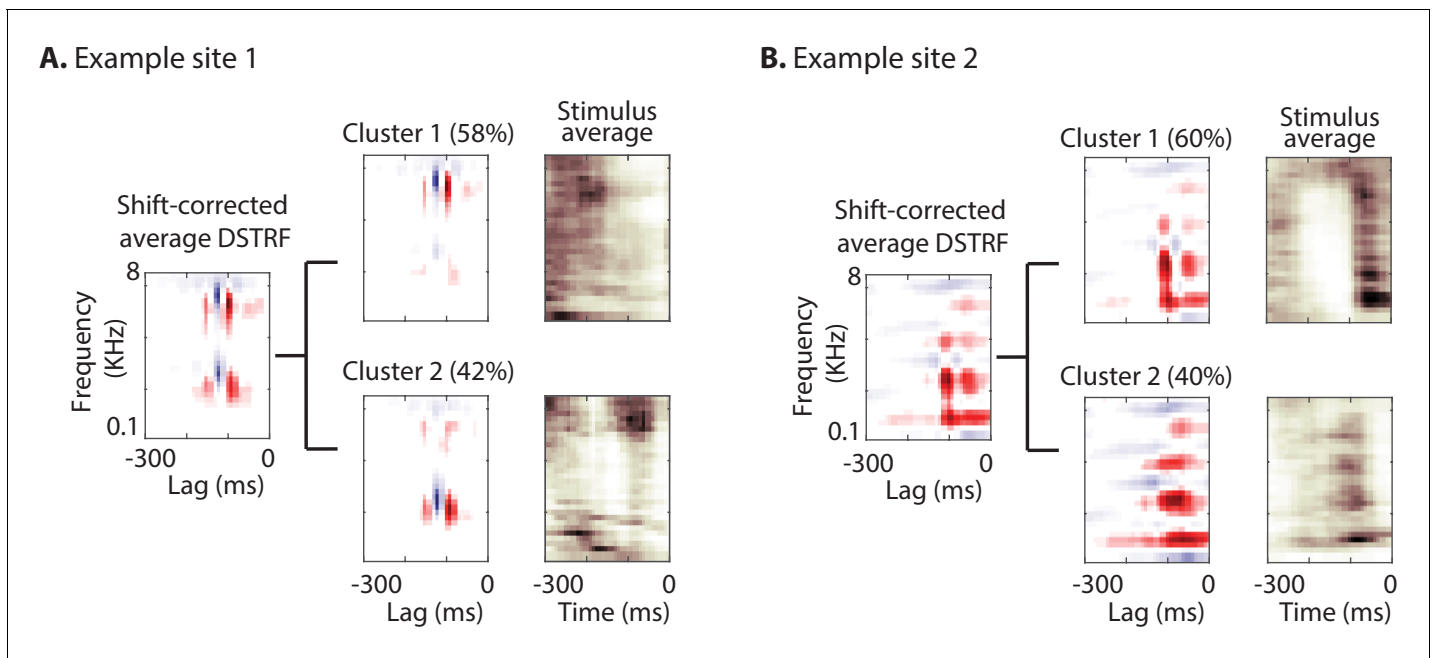 A. Example site 1
Shift-corrected
average DSTRF
8
Frequency
(KHz)
0.1
-300 0
Lag (ms)
Cluster 1 (58%)
Stimulus
average
Cluster 2 (42%)
-300 0
Lag (ms)
-300 0
Time (ms)
B. Example site 2
Shift-corrected
average DSTRF
8
Frequency
(KHz)
0.1
-300 0
Lag (ms)
Cluster 1 (60%)
Stimulus
average
Cluster 2 (40%)
-300 0
Lag (ms)
-300 0
Time (ms)